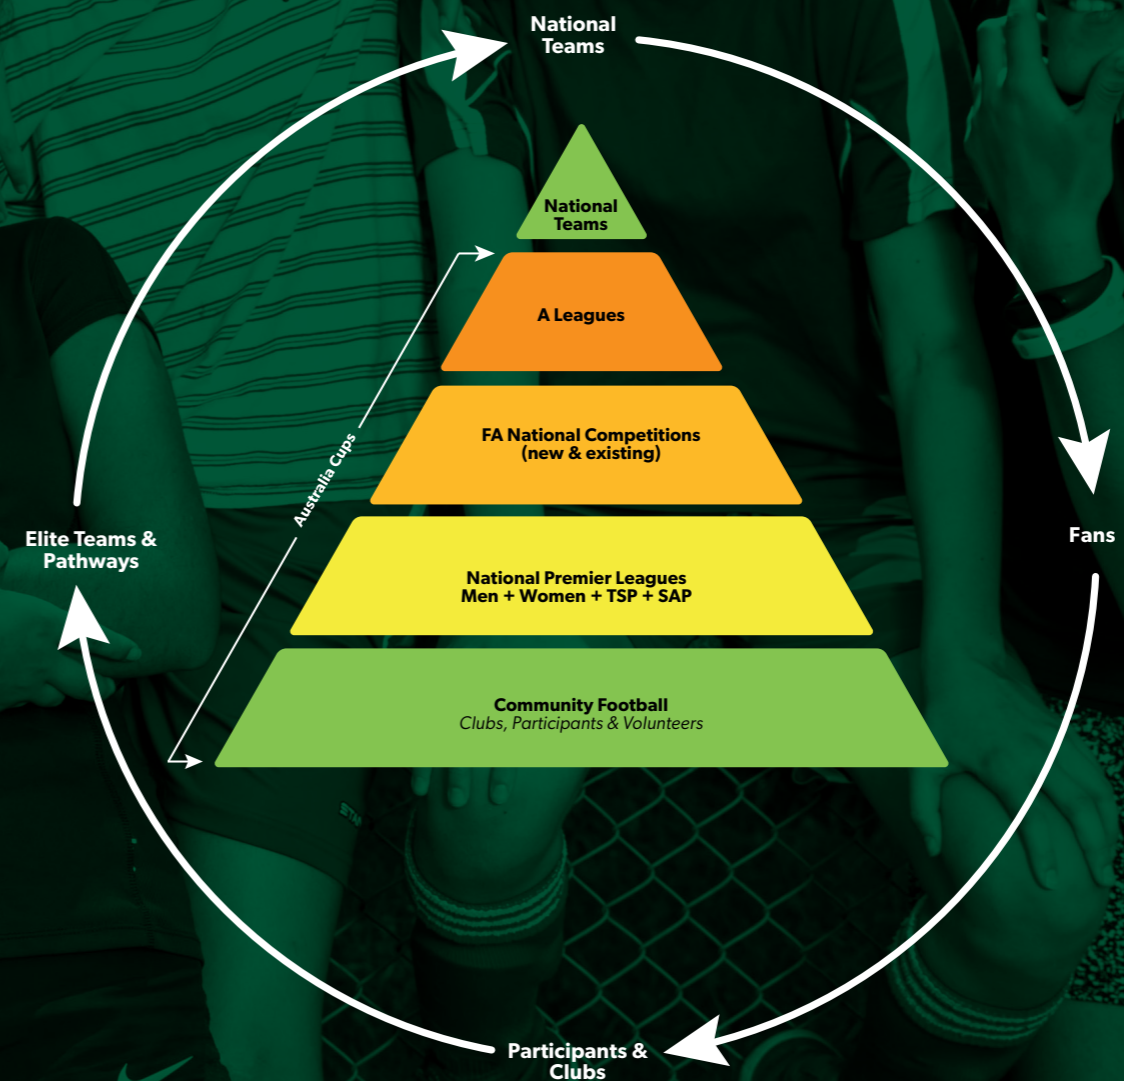 National
Teams
National
Teams
A Leagues
FA National Competitions
(new & existing)
Australia Cups
Elite Teams &
Pathways
Fans
National Premier Leagues
Men + Women + TSP + SAP
Community Football
Clubs, Participants & Volunteers
Participants &
Clubs